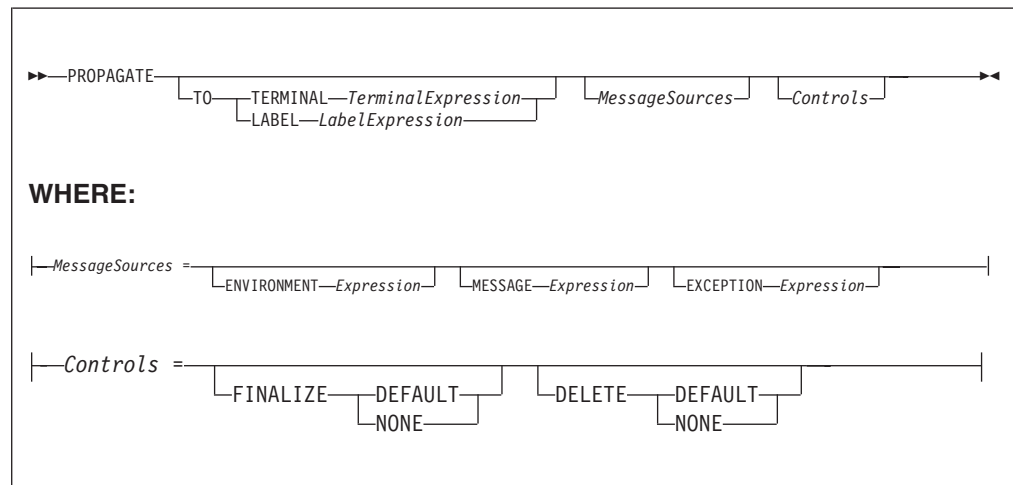 PROPAGATE
TO TERMINAL TerminalExpression MessageSources Controls
LABEL LabelExpression
WHERE:
MessageSources =
ENVIRONMENT Expression MESSAGE Expression EXCEPTION Expression
Controls =
FINALIZE DEFAULT DELETE DEFAULT
NONE NONE